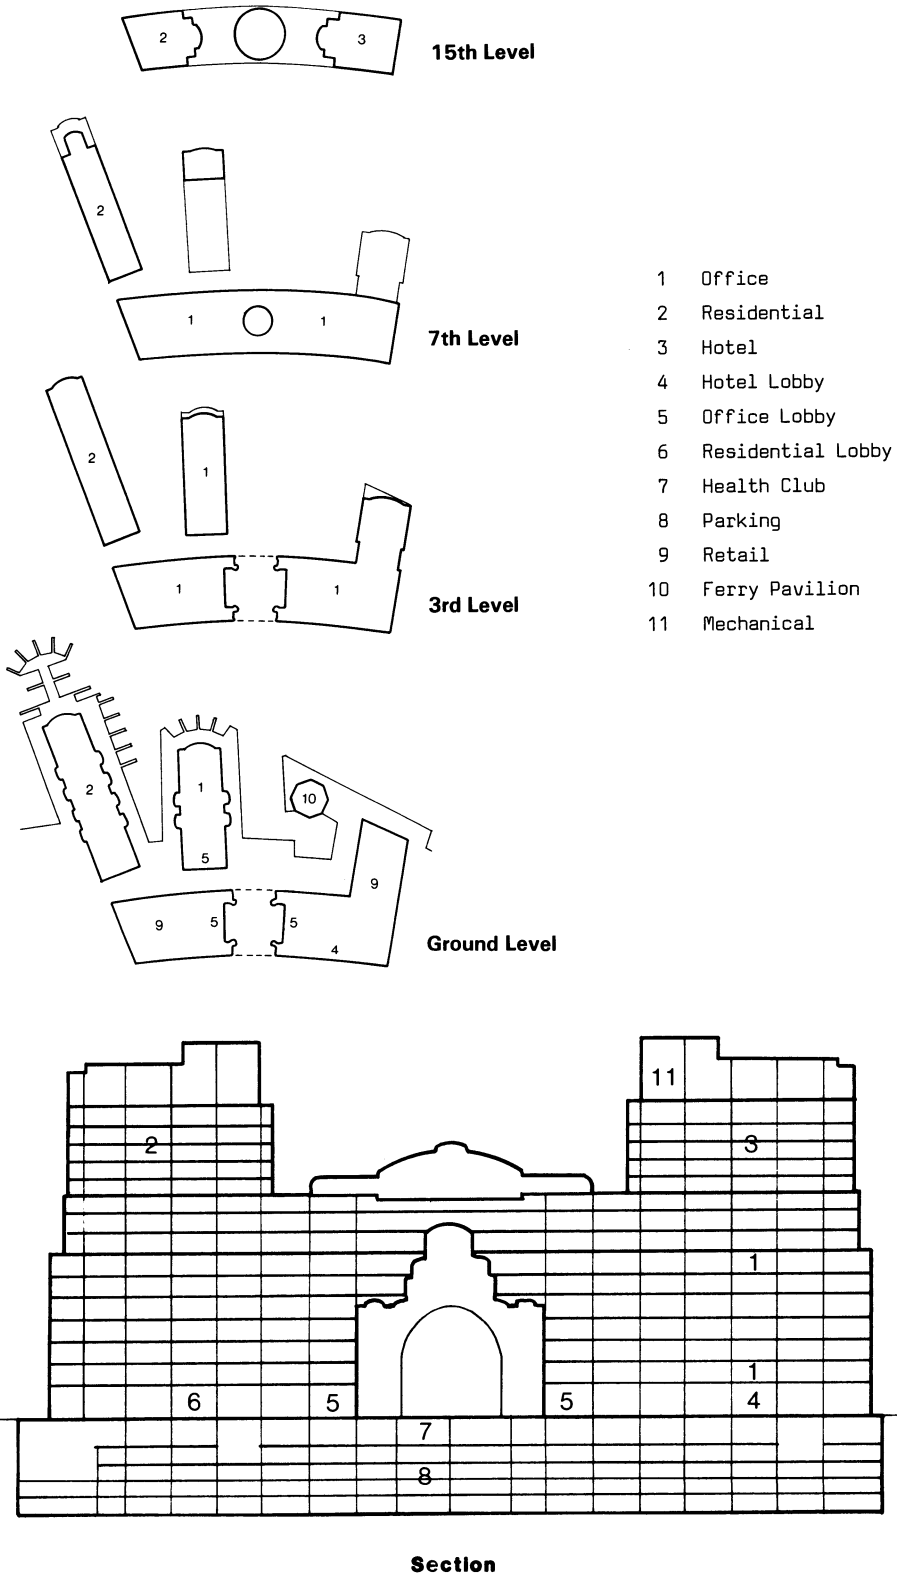 2 3
15th Level
2
1 1
7th Level
1 Office
2 Residential
3 Hotel
4 Hotel Lobby
5 Office Lobby
6 Residential Lobby
7 Health Club
8 Parking
9 Retail
10 Ferry Pavilion
11 Mechanical
2 1
1 1
3rd Level
2 1 10
5
9
9 5 5
4
Ground Level
11
2 3
1
1
6 5 5 4
7
8
Section